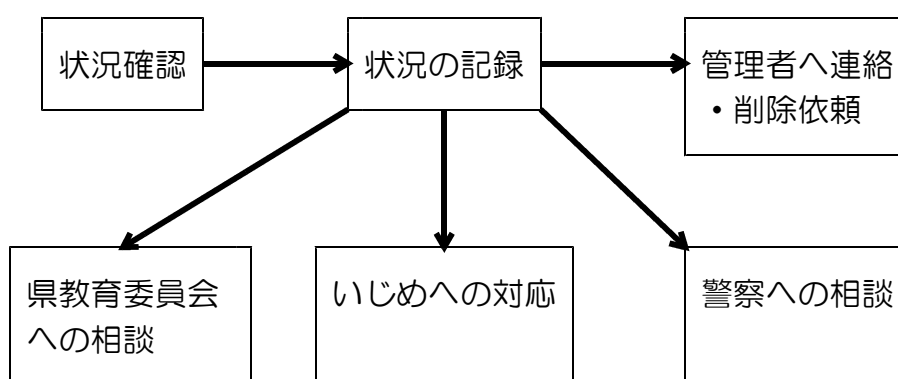 状況確認
状況の記録
管理者へ連絡
・削除依頼
県教育委員会
への相談
いじめへの対応
警察への相談